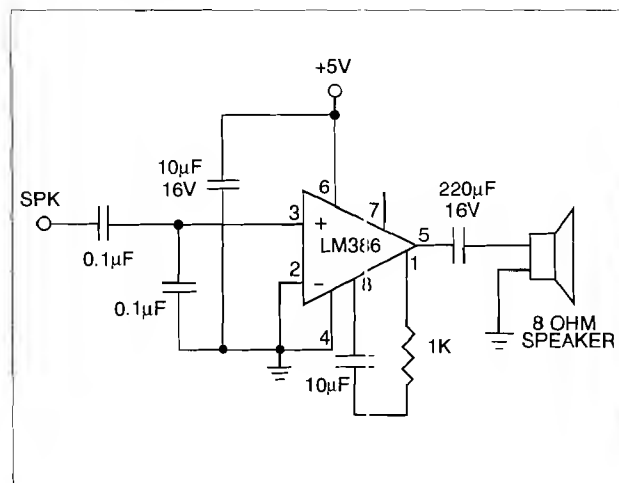 +5V
10µF
16V
SPK
0.1µF
0.1µF
6
7
3
+
LM386
5
1
2
-
8
4
220µF
16V
10µF
1K
8 OHM
SPEAKER